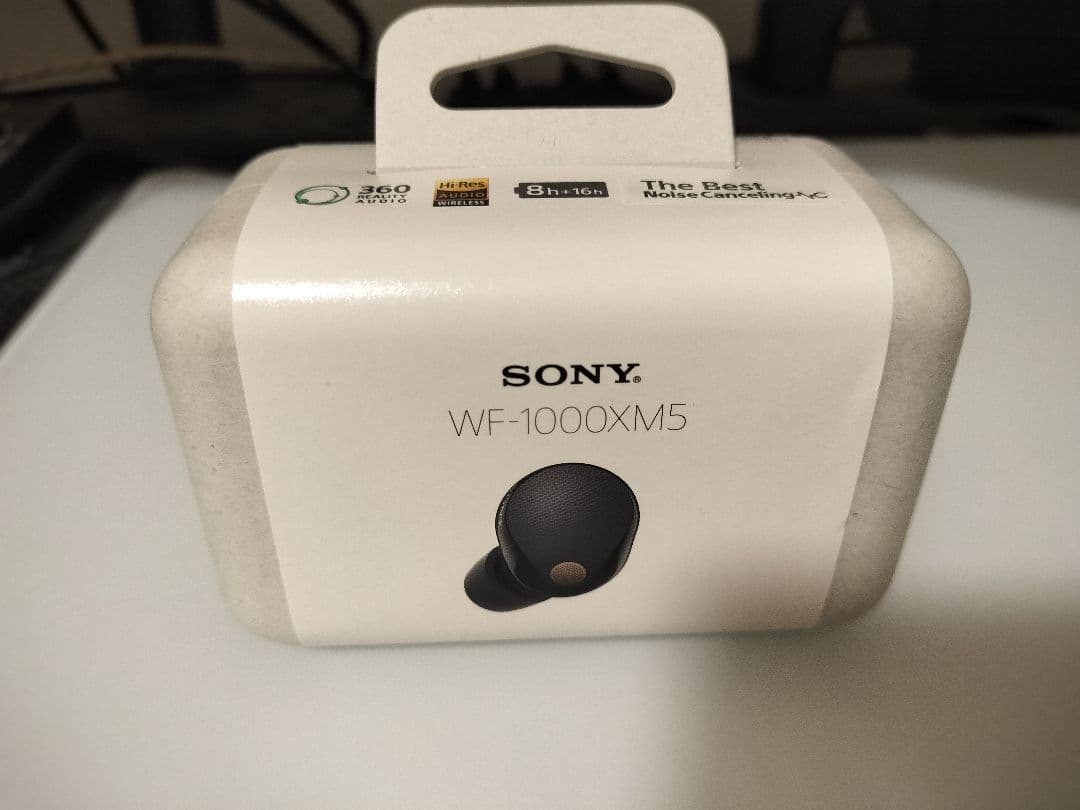 360
REALITY
AUDIO
Hi-Res
AUDIO
WIRELESS
8h+16h
The Best
Noise Canceling
SONY®
WF-1000XM5